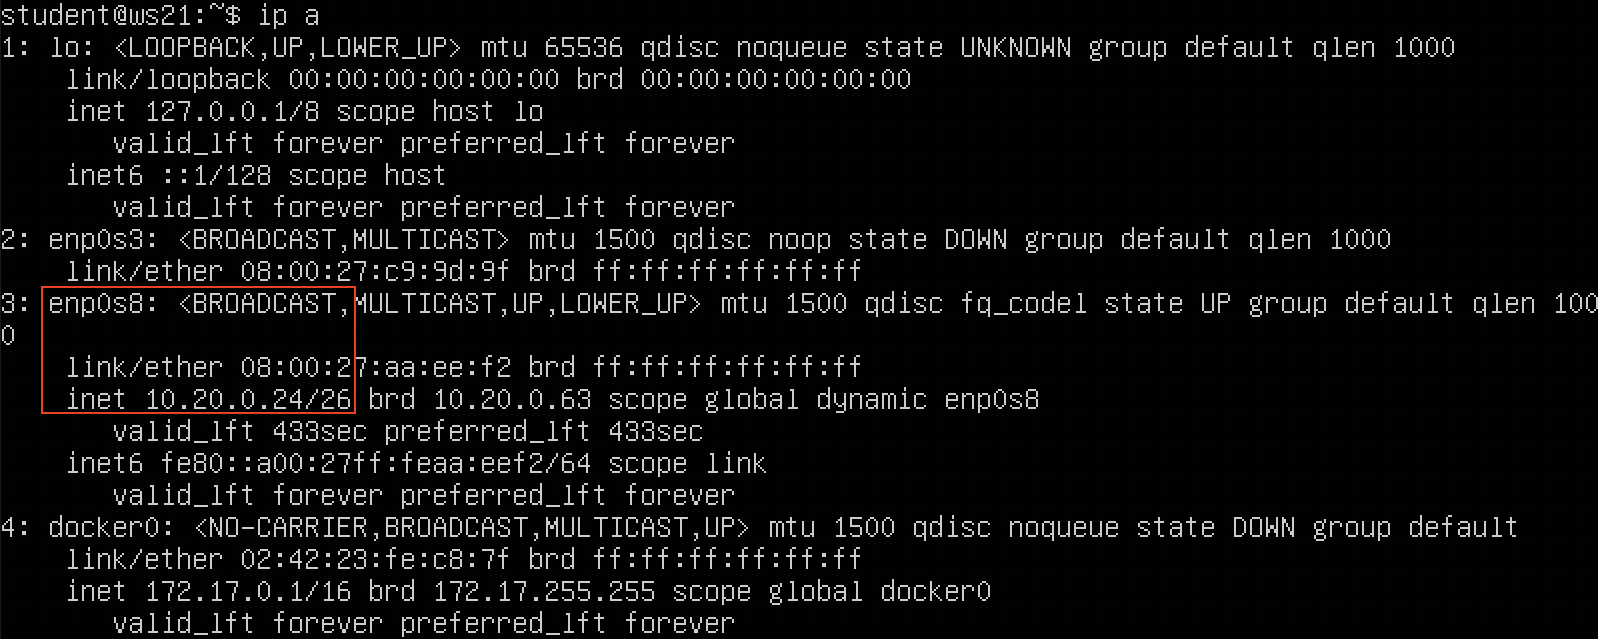 student@ws21:~$ ip a
1: lo: <LOOPBACK,UP,LOWER_UP> mtu 65536 qdisc noqueue state UNKNOWN group default qlen 1000
    link/loopback 00:00:00:00:00:00 brd 00:00:00:00:00:00
    inet 127.0.0.1/8 scope host lo
       valid_lft forever preferred_lft forever
    inet6 ::1/128 scope host
       valid_lft forever preferred_lft forever
2: enp0s3: <BROADCAST,MULTICAST> mtu 1500 qdisc noop state DOWN group default qlen 1000
    link/ether 08:00:27:c9:9d:9f brd ff:ff:ff:ff:ff:ff
3: enp0s8: <BROADCAST,MULTICAST,UP,LOWER_UP> mtu 1500 qdisc fq_codel state UP group default qlen 100
0
    link/ether 08:00:27:aa:ee:f2 brd ff:ff:ff:ff:ff:ff
    inet 10.20.0.24/26 brd 10.20.0.63 scope global dynamic enp0s8
       valid_lft 433sec preferred_lft 433sec
    inet6 fe80::a00:27ff:feaa:eef2/64 scope link
       valid_lft forever preferred_lft forever
4: docker0: <NO-CARRIER,BROADCAST,MULTICAST,UP> mtu 1500 qdisc noqueue state DOWN group default
    link/ether 02:42:23:fe:c8:7f brd ff:ff:ff:ff:ff:ff
    inet 172.17.0.1/16 brd 172.17.255.255 scope global docker0
       valid_lft forever preferred_lft forever